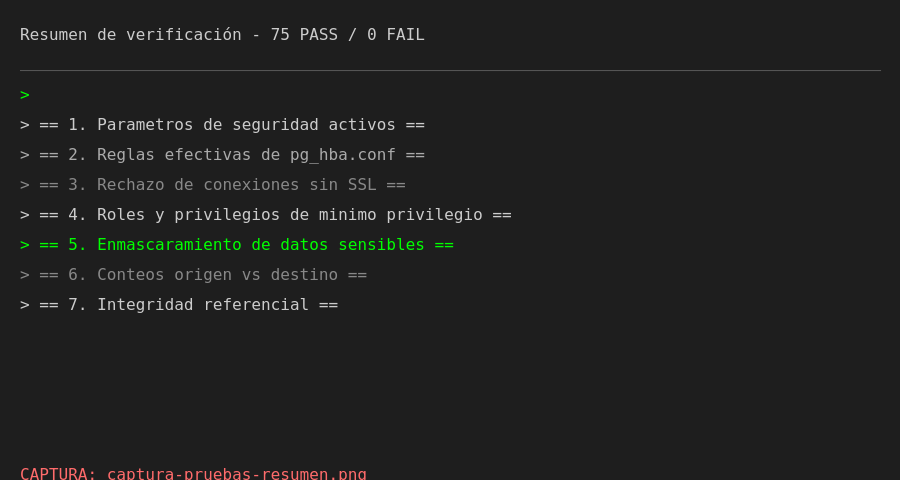 Resumen de verificación - 75 PASS / 0 FAIL
>
> == 1. Parametros de seguridad activos ==
> == 2. Reglas efectivas de pg_hba.conf ==
> == 3. Rechazo de conexiones sin SSL ==
> == 4. Roles y privilegios de minimo privilegio ==
> == 5. Enmascaramiento de datos sensibles ==
> == 6. Conteos origen vs destino ==
> == 7. Integridad referencial ==
CAPTURA: captura-pruebas-resumen.png